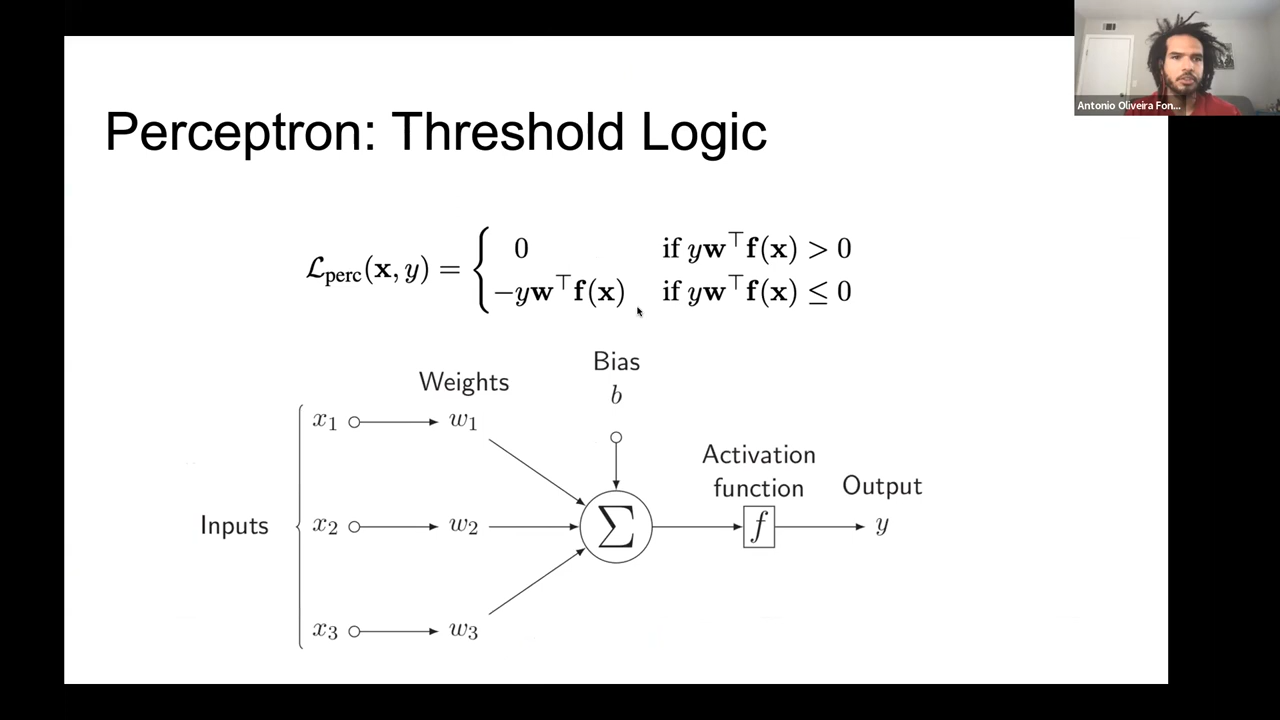 Antonio Oliveira Fon...
Perceptron: Threshold Logic
ℒ_perc(𝐱, y) = { 0 if y𝐰^⊤𝐟(𝐱) > 0
−y𝐰^⊤𝐟(𝐱) if y𝐰^⊤𝐟(𝐱) ≤ 0
Bias
b
Weights
x₁ w₁
Activation
function
Output
Inputs x₂ w₂ Σ f y
x₃ w₃